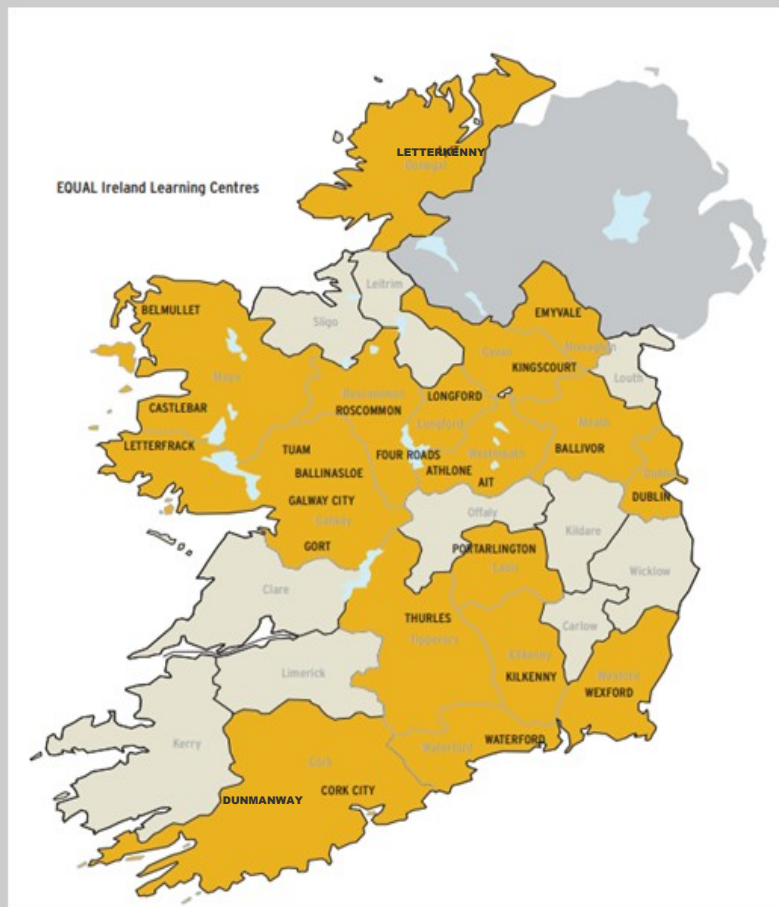 LETTERKENNY
Donegal
EQUAL Ireland Learning Centres
Leitrim
BELMULLET
EMYVALE
Sligo
Cavan
Monaghan
KINGSCOURT
Mayo
Louth
Roscommon
LONGFORD
CASTLEBAR
ROSCOMMON
Longford
Meath
LETTERFRACK
TUAM
BALLIVOR
FOUR ROADS
Westmeath
BALLINASLOE
ATHLONE
Dublin
AIT
GALWAY CITY
DUBLIN
Offaly
Galway
Kildare
GORT
PORTARLINGTON
Laois
Wicklow
Clare
THURLES
Carlow
Tipperary
Kilkenny
Limerick
KILKENNY
Wexford
WEXFORD
Kerry
Waterford
WATERFORD
Cork
CORK CITY
DUNMANWAY